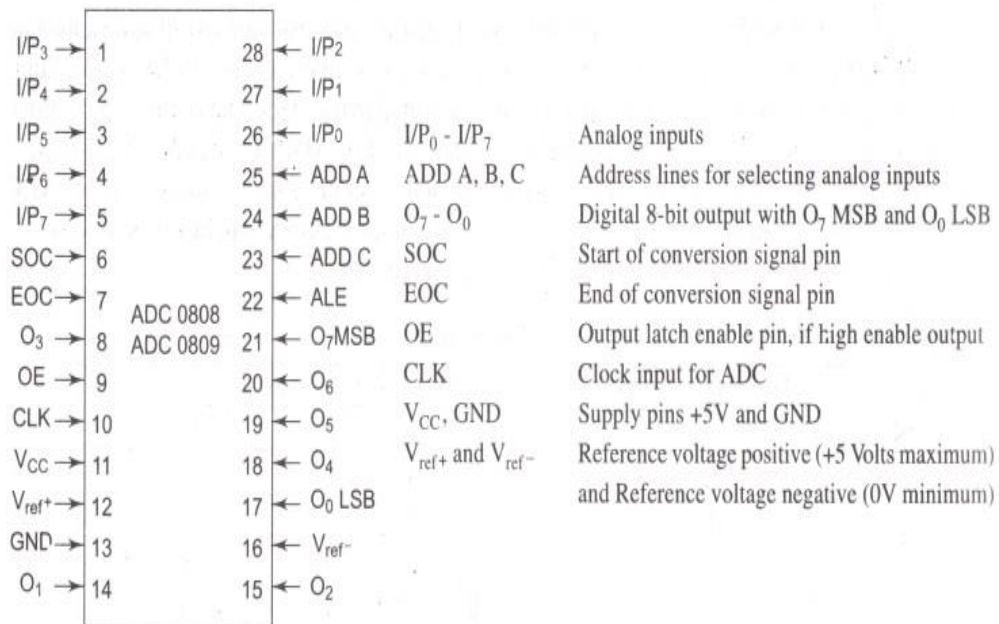 I/P₃ 1 28 I/P2
I/P₄ 2 27 I/P₁
I/P₅ 3 26 I/P₀ I/P₀ - I/P₇ Analog inputs
I/P₆ 4 25 ADD A ADD A, B, C Address lines for selecting analog inputs
I/P₇ 5 24 ADD B O₇ - O₀ Digital 8-bit output with O₇ MSB and O₀ LSB
SOC 6 23 ADD C SOC Start of conversion signal pin
EOC 7 22 ALE EOC End of conversion signal pin
ADC 0808
O₃ 8 21 O₇MSB OE Output latch enable pin, if high enable output
ADC 0809
OE 9 20 O₆ CLK Clock input for ADC
CLK 10 19 O₅ V_CC, GND Supply pins +5V and GND
V_CC 11 18 O₄ V_ref+ and V_ref− Reference voltage positive (+5 Volts maximum)
V_ref+ 12 17 O₀ LSB and Reference voltage negative (0V minimum)
GND 13 16 V_ref−
O₁ 14 15 O₂